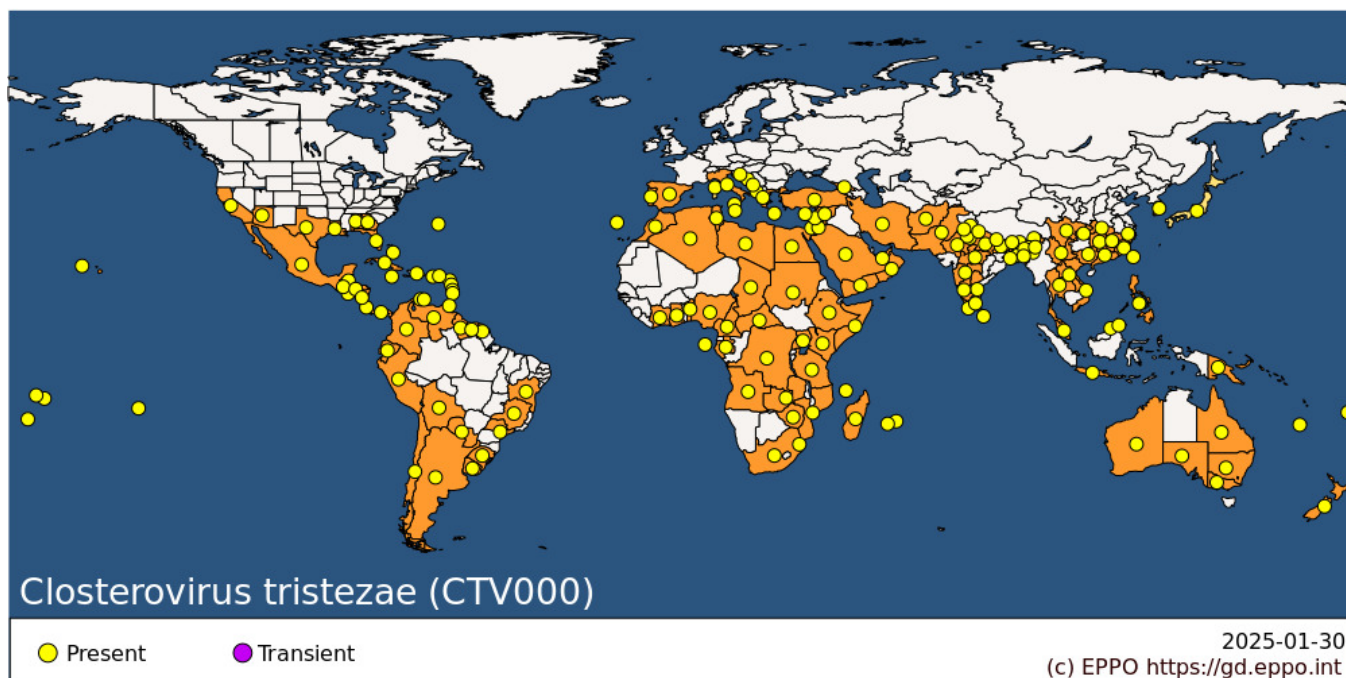 Closterovirus tristezae (CTV000)
Present
Transient
2025-01-30
(c) EPPO https://gd.eppo.int